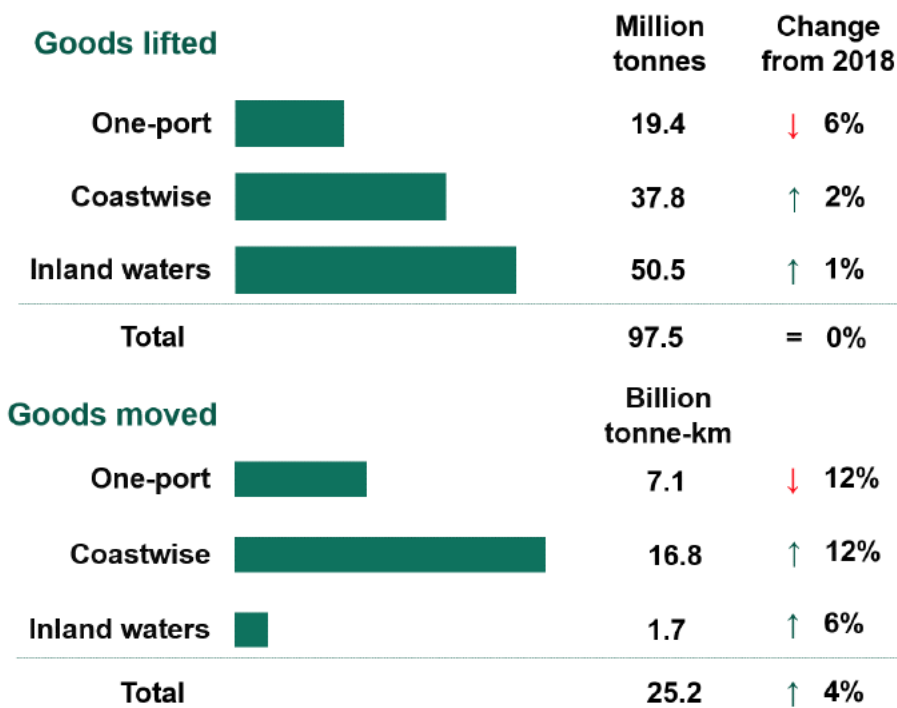 Goods lifted Million tonnes Change from 2018
One-port 19.4 ↓ 6%
Coastwise 37.8 ↑ 2%
Inland waters 50.5 ↑ 1%
Total 97.5 = 0%
Goods moved Billion tonne-km
One-port 7.1 ↓ 12%
Coastwise 16.8 ↑ 12%
Inland waters 1.7 ↑ 6%
Total 25.2 ↑ 4%